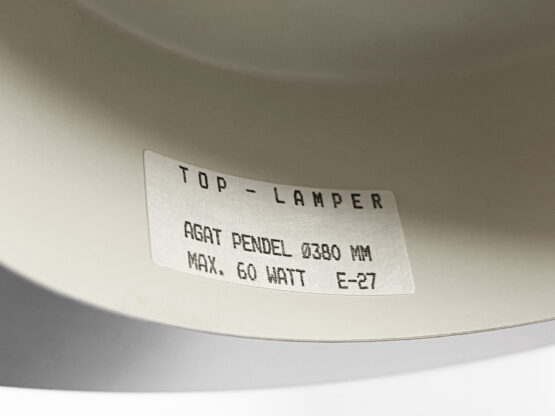 TOP - LAMPER
AGAT PENDEL Ø380 MM
MAX. 60 WATT E-27